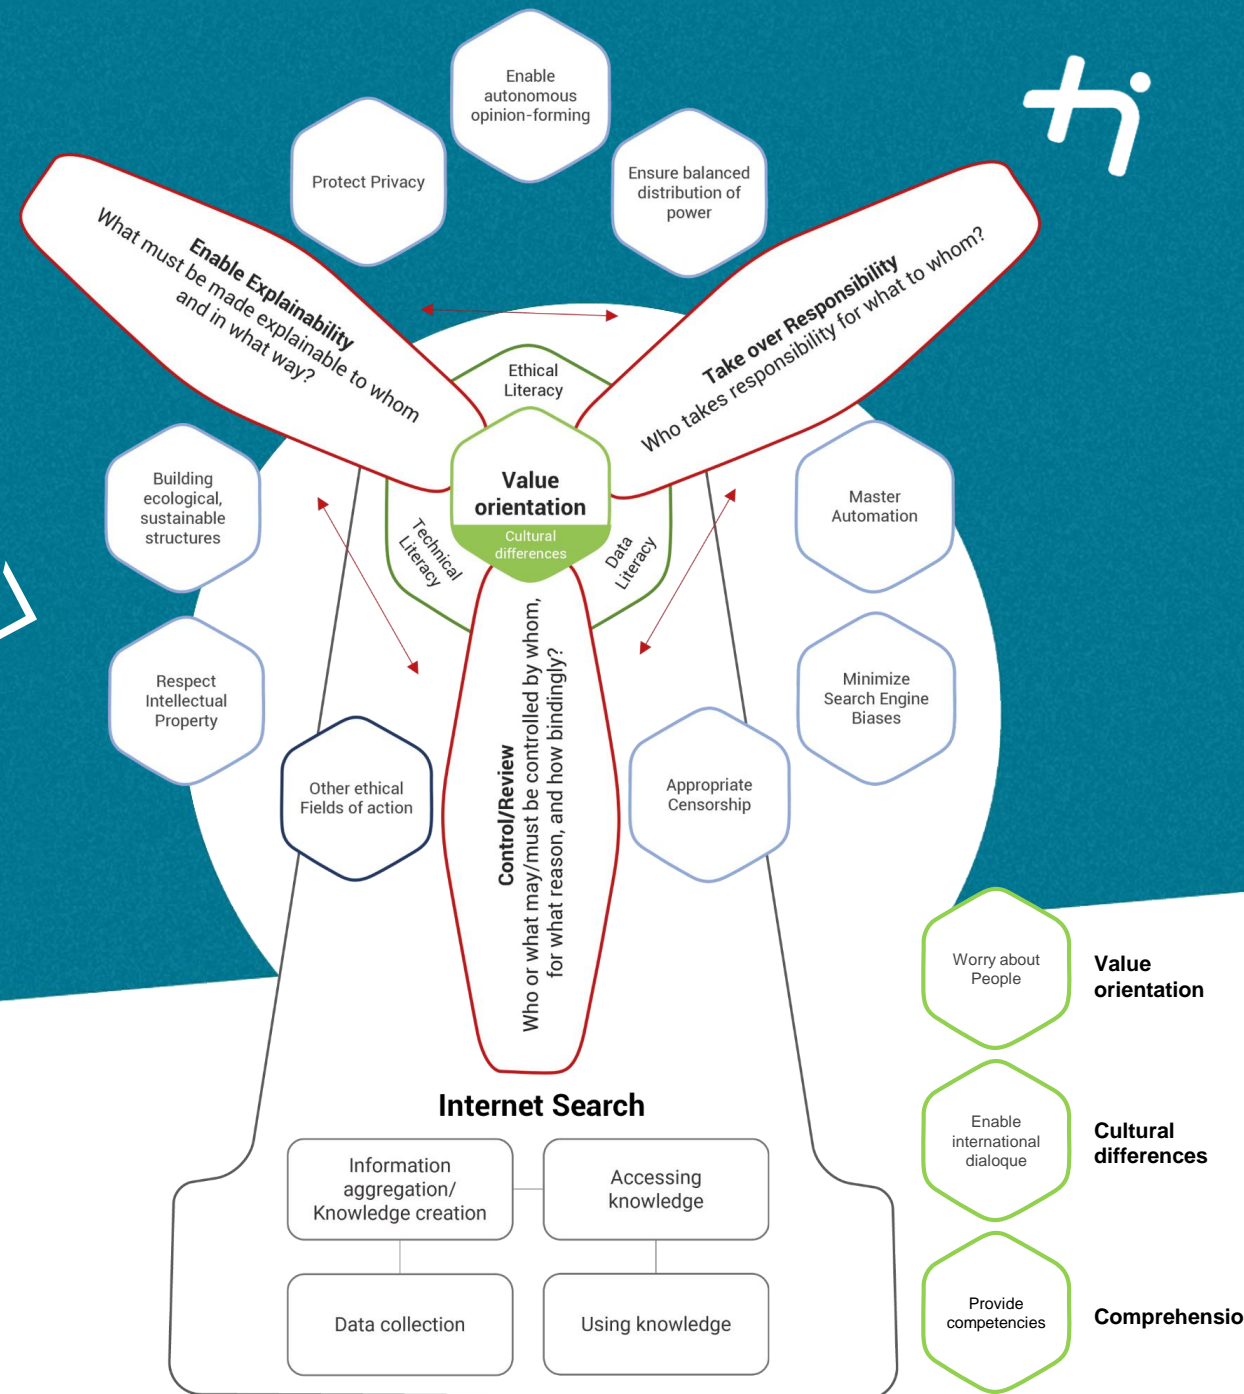 Enable
autonomous
opinion-forming
Protect Privacy
Ensure balanced
distribution of
power
Enable Explainability
What must be made explainable to whom
and in what way?
Take over Responsibility
Who takes responsibility for what to whom?
Ethical
Literacy
Value
orientation
Cultural
differences
Technical
Literacy
Data
Literacy
Building
ecological,
sustainable
structures
Master
Automation
Respect
Intellectual
Property
Minimize
Search Engine
Biases
Other ethical
Fields of action
Control/Review
Who or what may/must be controlled by whom,
for what reason, and how bindingly?
Appropriate
Censorship
Worry about
People
Value
orientation
Enable
international
dialoque
Cultural
differences
Provide
competencies
Comprehensio
Internet Search
Information
aggregation/
Knowledge creation
Accessing
knowledge
Data collection
Using knowledge